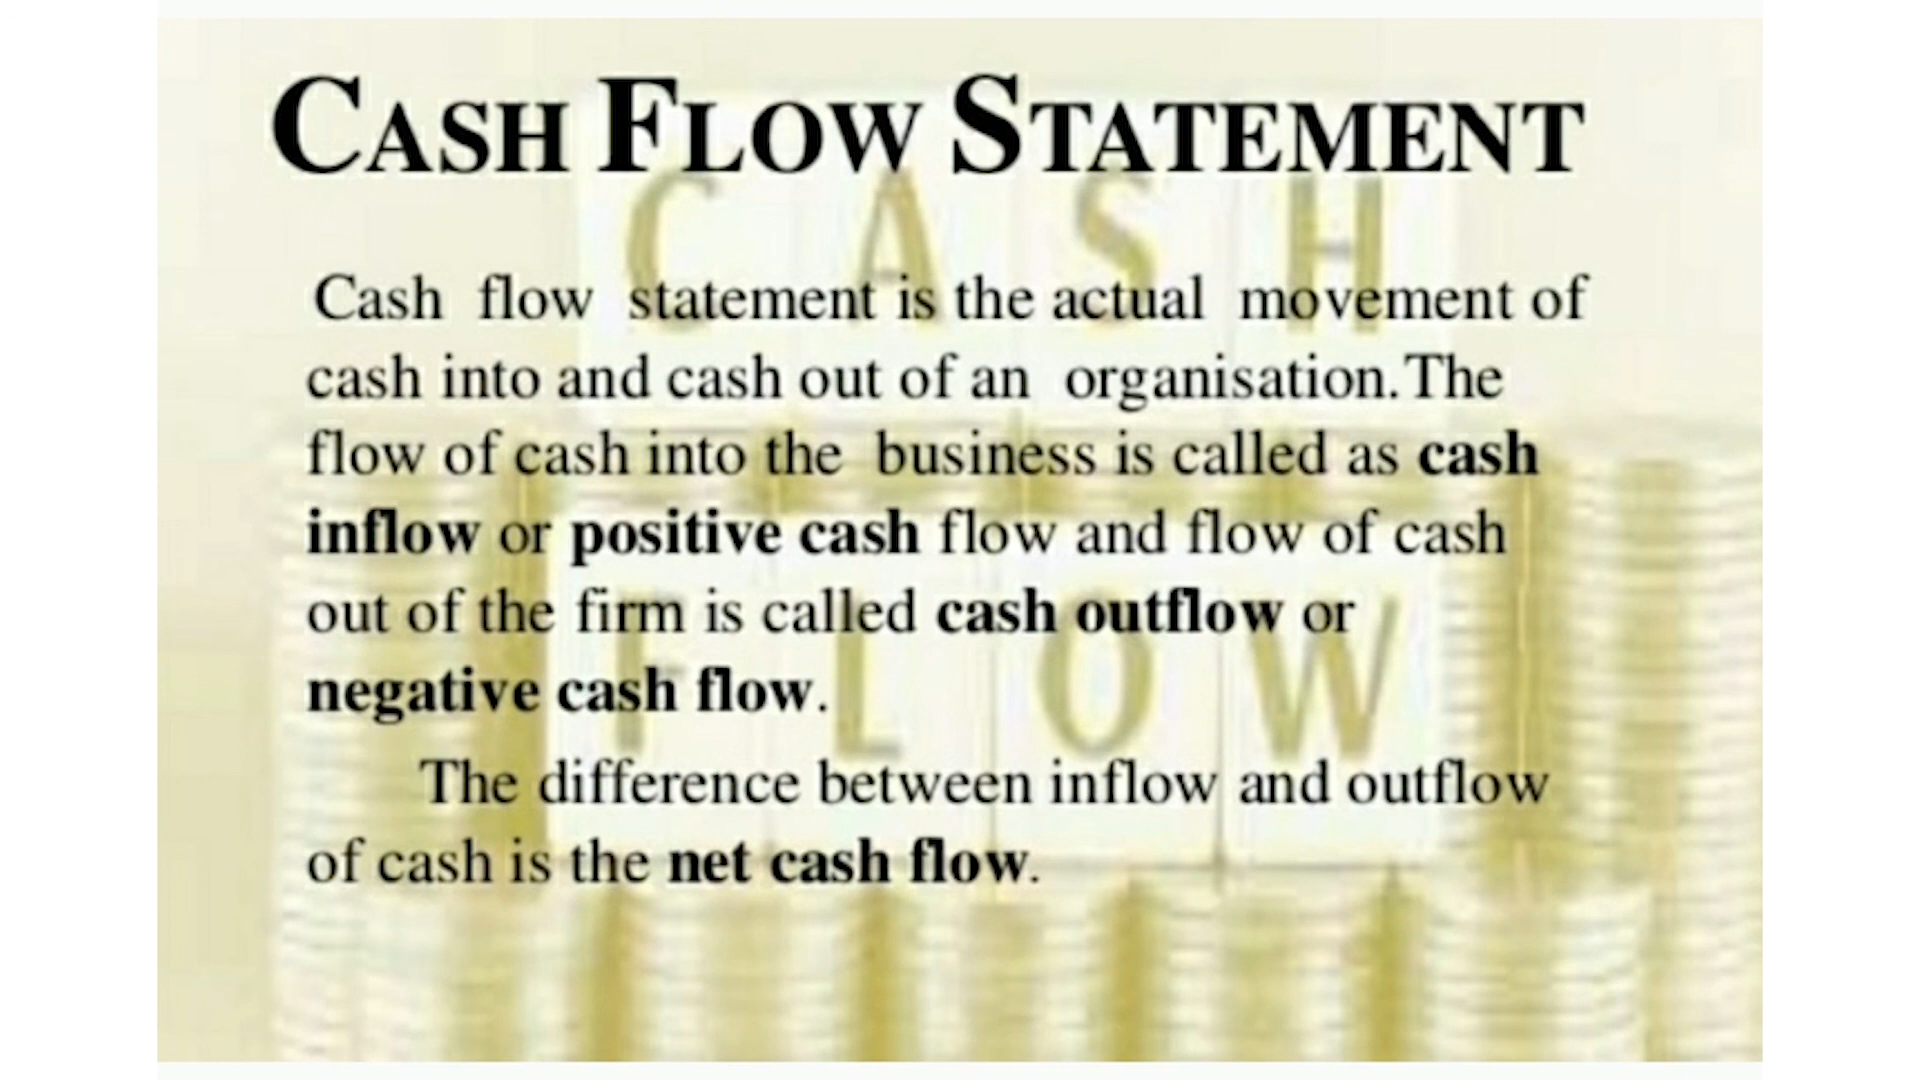 CASH FLOW STATEMENT
CASH
Cash flow statement is the actual movement of
cash into and cash out of an organisation.The
flow of cash into the business is called as cash
inflow or positive cash flow and flow of cash
out of the firm is called cash outflow or
negative cash flow.
FLOW
The difference between inflow and outflow
of cash is the net cash flow.